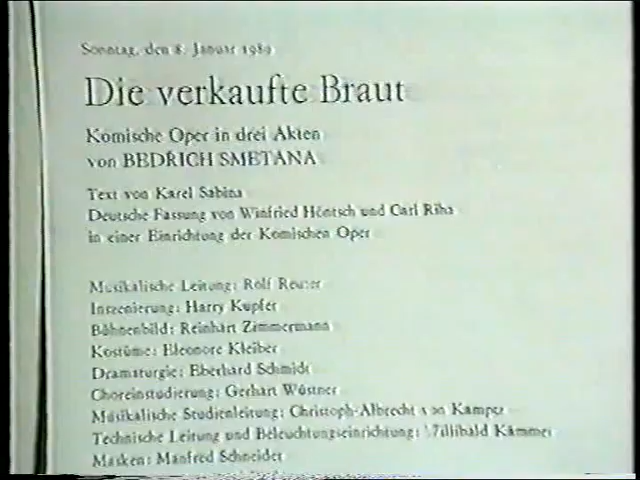 Sonntag, den 8. Januar 1989
Die verkaufte Braut
Komische Oper in drei Akten
von BEDŘICH SMETANA
Text von Karel Sabina
Deutsche Fassung von Winfried Höntsch und Carl Riha
in einer Einrichtung der Komischen Oper
Musikalische Leitung: Rolf Reuter
Inszenierung: Harry Kupfer
Bühnenbild: Reinhart Zimmermann
Kostüme: Eleonore Kleiber
Dramaturgie: Eberhard Schmidt
Choreinstudierung: Gerhart Wüstner
Musikalische Studienleitung: Christoph-Albrecht von Kamper
Technische Leitung und Beleuchtungseinrichtung: Willibald Kammer
Masken: Manfred Schneider